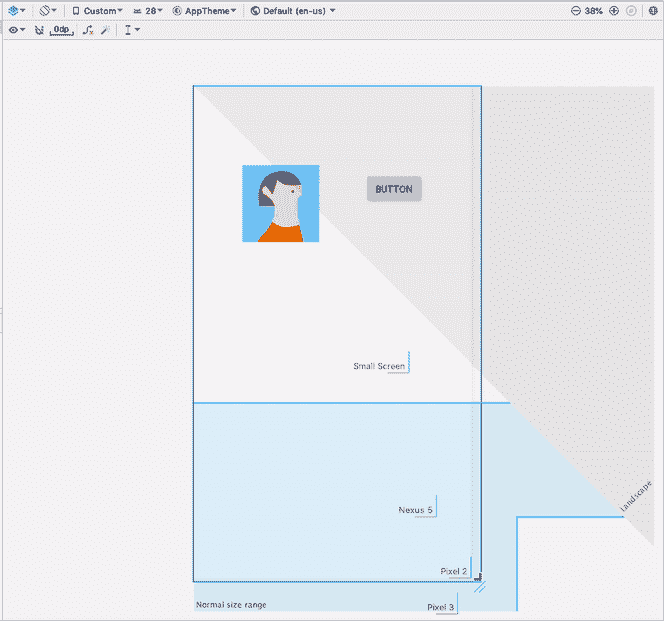 Custom 28 AppTheme Default (en-us) 38%
0dp
BUTTON
Small Screen
landscape
Nexus 5
Pixel 2
Normal size range
Pixel 3